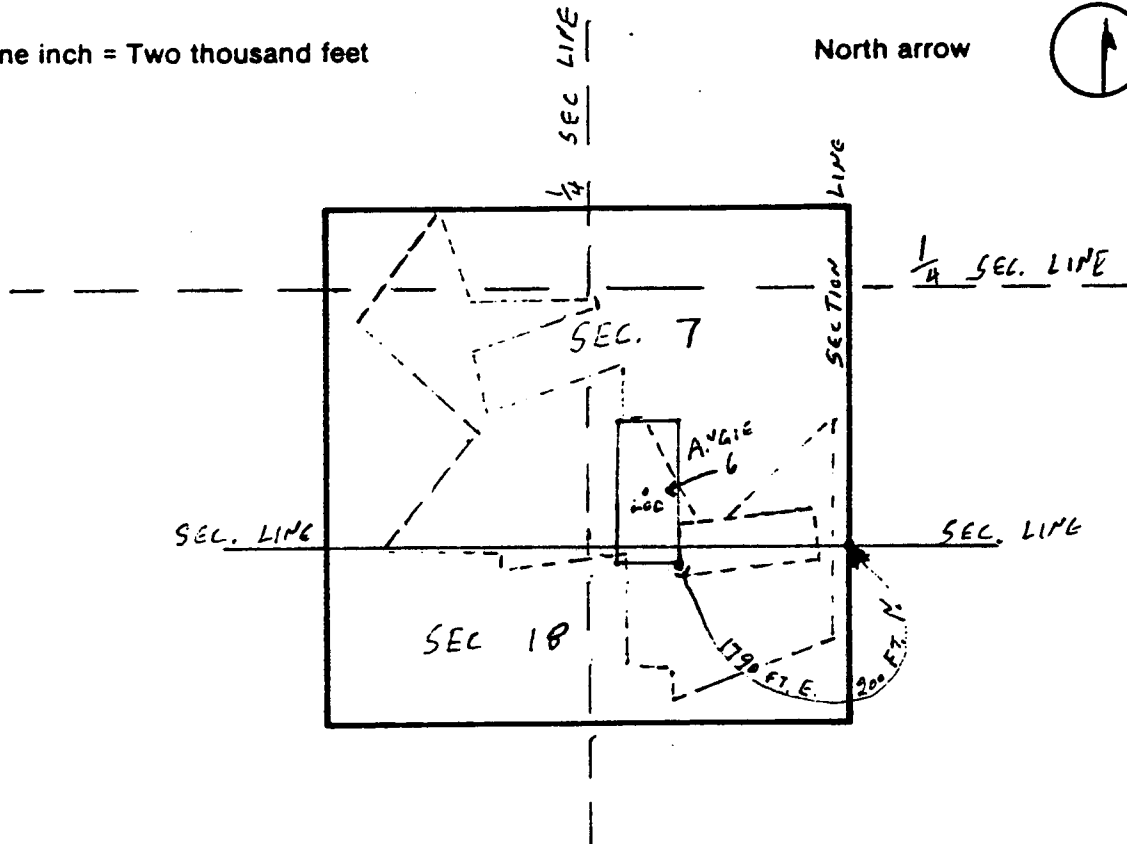 ne inch = Two thousand feet
North arrow
1/4 SEC LINE
SECTION LINE
1/4 SEC. LINE
SEC. 7
ANGIE
6
LOC
SEC. LINE
SEC. LINE
SEC 18
1790 FT. E. 200 FT. N.